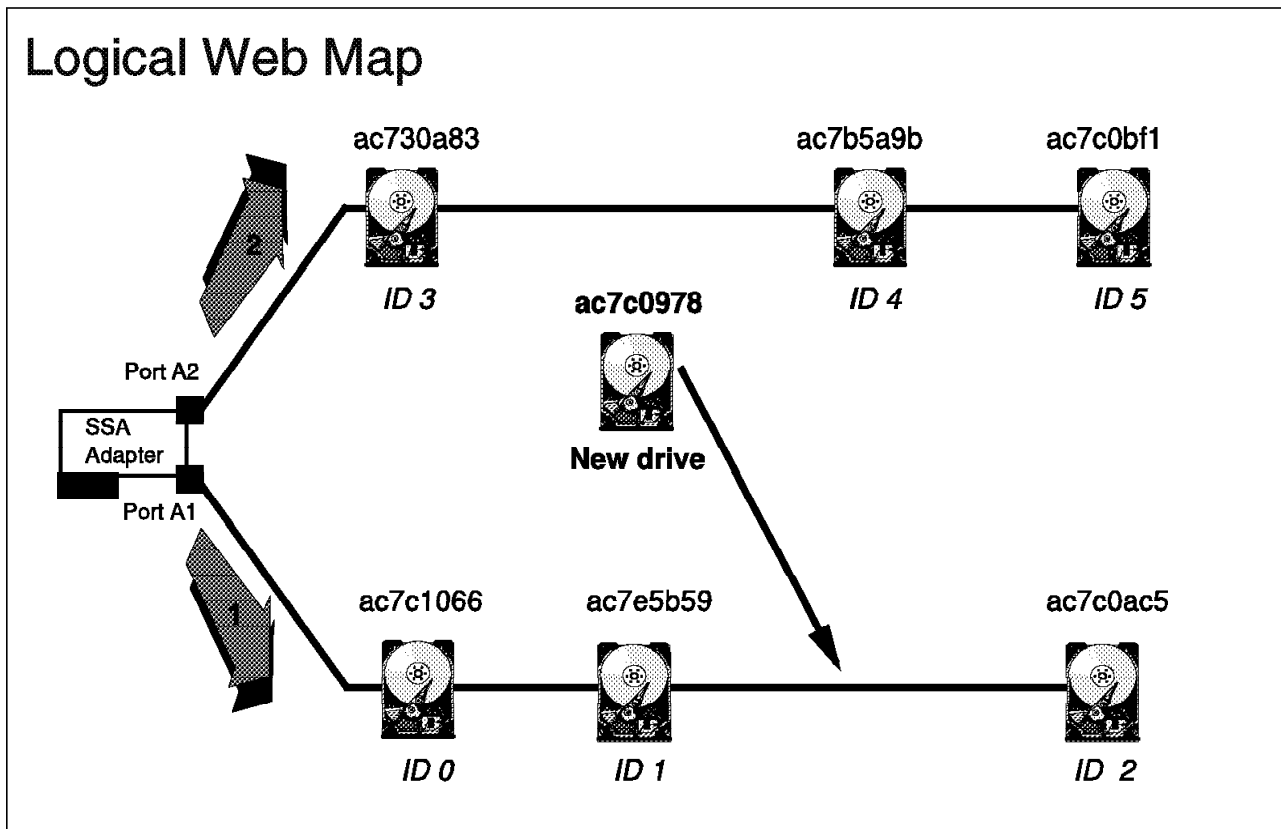 Logical Web Map
ac730a83
ac7b5a9b
ac7c0bf1
2
ID 3
ID 4
ID 5
ac7c0978
New drive
Port A2
SSA
Adapter
Port A1
1
ac7c1066
ac7e5b59
ac7c0ac5
ID 0
ID 1
ID 2